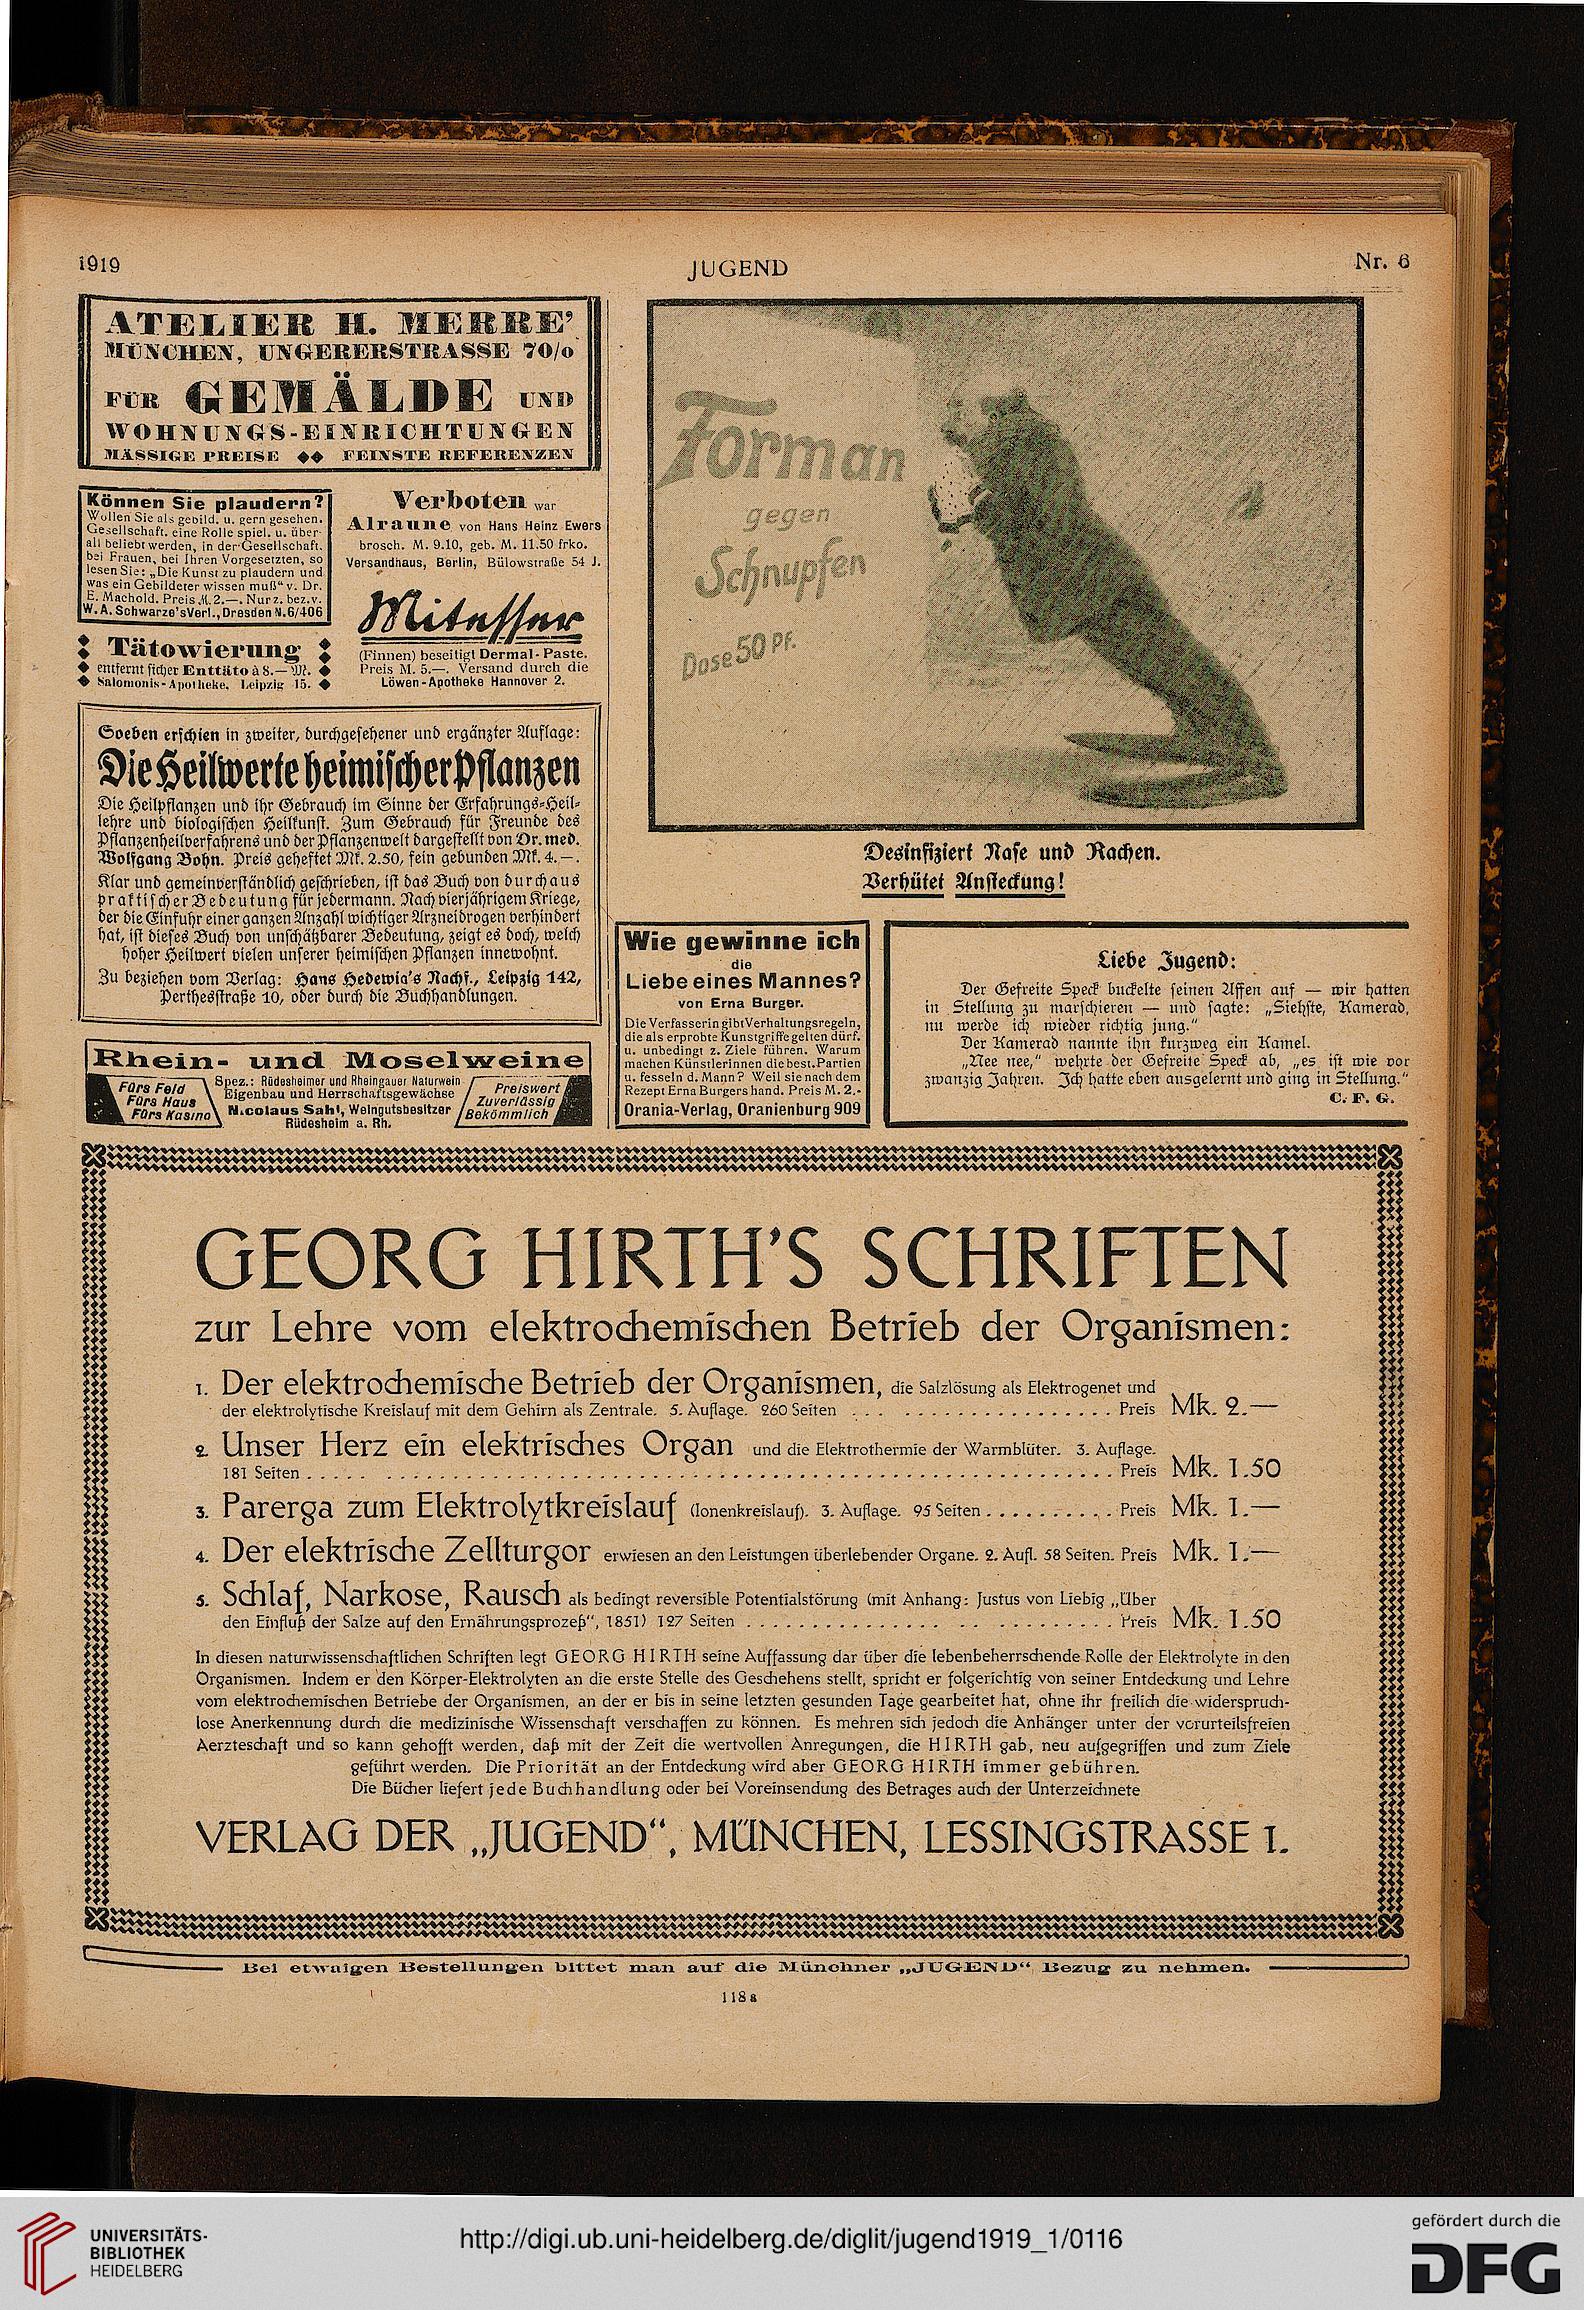 1919
JUGEND
Nr. 6
ATELIER H. MERRE’
MÜNCHEN, UNGERERSTRASSE 70/0
FÜR GEMÄLDE UND
WOHNUNGS-EINRICHTUNGEN
MÄSSIGE PREISE ◆◆ FEINSTE REFERENZEN
Können Sie plaudern?
Wollen Sie als gebild. u. gern gesehen.
Gesellschaft. eine Rolle spiel. u. über-
all beliebt werden, in der Gesellschaft.
bei Frauen, bei Ihren Vorgesetzten, so
lesen Sie: „Die Kunst zu plaudern und
was ein Gebildeter wissen muß“ v. Dr.
E. Machold. Preis M. 2.—. Nur z. bez. v.
W. A. Schwarze's Verl., Dresden N. 6/406
Verboten war
Alraune von Hans Heinz Ewers
brosch. M. 9.10, geb. M. 11.50 frko.
Versandhaus, Berlin, Bülowstraße 54 J.
Mitesser
(Finnen) beseitigt Dermal-Paste.
Preis M. 5.—. Versand durch die
Löwen-Apotheke Hannover 2.
Tätowierung
entfernt sicher Enttäto à 8.— M.
Salomonis-Apotheke, Leipzig 15.
Soeben erschien in zweiter, durchgesehener und ergänzter Auflage:
Die Heilwerte heimischer Pflanzen
Die Heilpflanzen und ihr Gebrauch im Sinne der Erfahrungs-Heil-
lehre und biologischen Heilkunst. Zum Gebrauch für Freunde des
Pflanzenheilverfahrens und der Pflanzenwelt dargestellt von Dr. med.
Wolfgang Bohn. Preis geheftet Mk. 2.50, fein gebunden Mk. 4.—.
Klar und gemeinverständlich geschrieben, ist das Buch von durchaus
praktischer Bedeutung für jedermann. Nach vierjährigem Kriege,
der die Einfuhr einer ganzen Anzahl wichtiger Arzneidrogen verhindert
hat, ist dieses Buch von unschätzbarer Bedeutung, zeigt es doch, welch
hoher Heilwert vielen unserer heimischen Pflanzen innewohnt.
Zu beziehen vom Verlag: Hans Hedewig's Nachf., Leipzig 142,
Perthesstraße 10, oder durch die Buchhandlungen.
Rhein- und Moselweine
Fürs Feld
Fürs Haus
Fürs Kasino
Spez.: Rüdesheimer und Rheingauer Naturwein
Eigenbau und Herrschaftsgewächse
Nicolaus Sahl, Weingutsbesitzer
Rüdesheim a. Rh.
Preiswert
Zuverlässig
Bekömmlich
Forman
gegen
Schnupfen
Dose 50 Pf.
Desinfiziert Nase und Rachen.
Verhütet Ansteckung!
Wie gewinne ich
die
Liebe eines Mannes?
von Erna Burger.
Die Verfasserin gibt Verhaltungsregeln,
die als erprobte Kunstgriffe gelten dürf.
u. unbedingt z. Ziele führen. Warum
machen Künstlerinnen die best. Partien
u. fesseln d. Mann? Weil sie nach dem
Rezept Erna Burgers hand. Preis M. 2.-
Orania-Verlag, Oranienburg 909
Liebe Jugend:
Der Gefreite Speck buckelte seinen Affen auf — wir hatten
in Stellung zu marschieren — und sagte: „Siehste, Kamerad,
nu werde ich wieder richtig jung.“
Der Kamerad nannte ihn kurzweg ein Kamel.
„Nee nee,“ wehrte der Gefreite Speck ab, „es ist wie vor
zwanzig Jahren. Ich hatte eben ausgelernt und ging in Stellung.“
C. F. G.
GEORG HIRTH'S SCHRIFTEN
zur Lehre vom elektrochemischen Betrieb der Organismen:
1. Der elektrochemische Betrieb der Organismen, die Salzlösung als Elektrogenet und
der elektrolytische Kreislauf mit dem Gehirn als Zentrale. 5. Auflage. 260 Seiten . . . . . . . . . . . . . . . . . . . Preis Mk. 2.—
2. Unser Herz ein elektrisches Organ und die Elektrothermie der Warmblüter. 3. Auflage.
181 Seiten . . . . . . . . . . . . . . . . . . . . . . . . . . . . . . . . . . . . . . . . Preis Mk. 1.50
3. Parerga zum Elektrolytkreislauf (Ionenkreislauf). 3. Auflage. 95 Seiten . . . . . . . . . . Preis Mk. 1.—
4. Der elektrische Zellturgor erwiesen an den Leistungen überlebender Organe. 2. Aufl. 58 Seiten. Preis Mk. 1.—
5. Schlaf, Narkose, Rausch als bedingt reversible Potentialstörung (mit Anhang: Justus von Liebig „Über
den Einfluß der Salze auf den Ernährungsprozeß“, 1851) 127 Seiten . . . . . . . . . . . . . . . . . . . . . . . Preis Mk. 1.50
In diesen naturwissenschaftlichen Schriften legt GEORG HIRTH seine Auffassung dar über die lebenbeherrschende Rolle der Elektrolyte in den
Organismen. Indem er den Körper-Elektrolyten an die erste Stelle des Geschehens stellt, spricht er folgerichtig von seiner Entdeckung und Lehre
vom elektrochemischen Betriebe der Organismen, an der er bis in seine letzten gesunden Tage gearbeitet hat, ohne ihr freilich die widerspruch-
lose Anerkennung durch die medizinische Wissenschaft verschaffen zu können. Es mehren sich jedoch die Anhänger unter der vorurteilsfreien
Aerzteschaft und so kann gehofft werden, daß mit der Zeit die wertvollen Anregungen, die HIRTH gab, neu aufgegriffen und zum Ziele
geführt werden. Die Priorität an der Entdeckung wird aber GEORG HIRTH immer gebühren.
Die Bücher liefert jede Buchhandlung oder bei Voreinsendung des Betrages auch der Unterzeichnete
VERLAG DER „JUGEND“, MÜNCHEN, LESSINGSTRASSE 1.
Bei etwaigen Bestellungen bittet man auf die Münchner „JUGEND“ Bezug zu nehmen.
118 a
UNIVERSITÄTS-
BIBLIOTHEK
HEIDELBERG
http://digi.ub.uni-heidelberg.de/diglit/jugend1919_1/0116
gefördert durch die
DFG